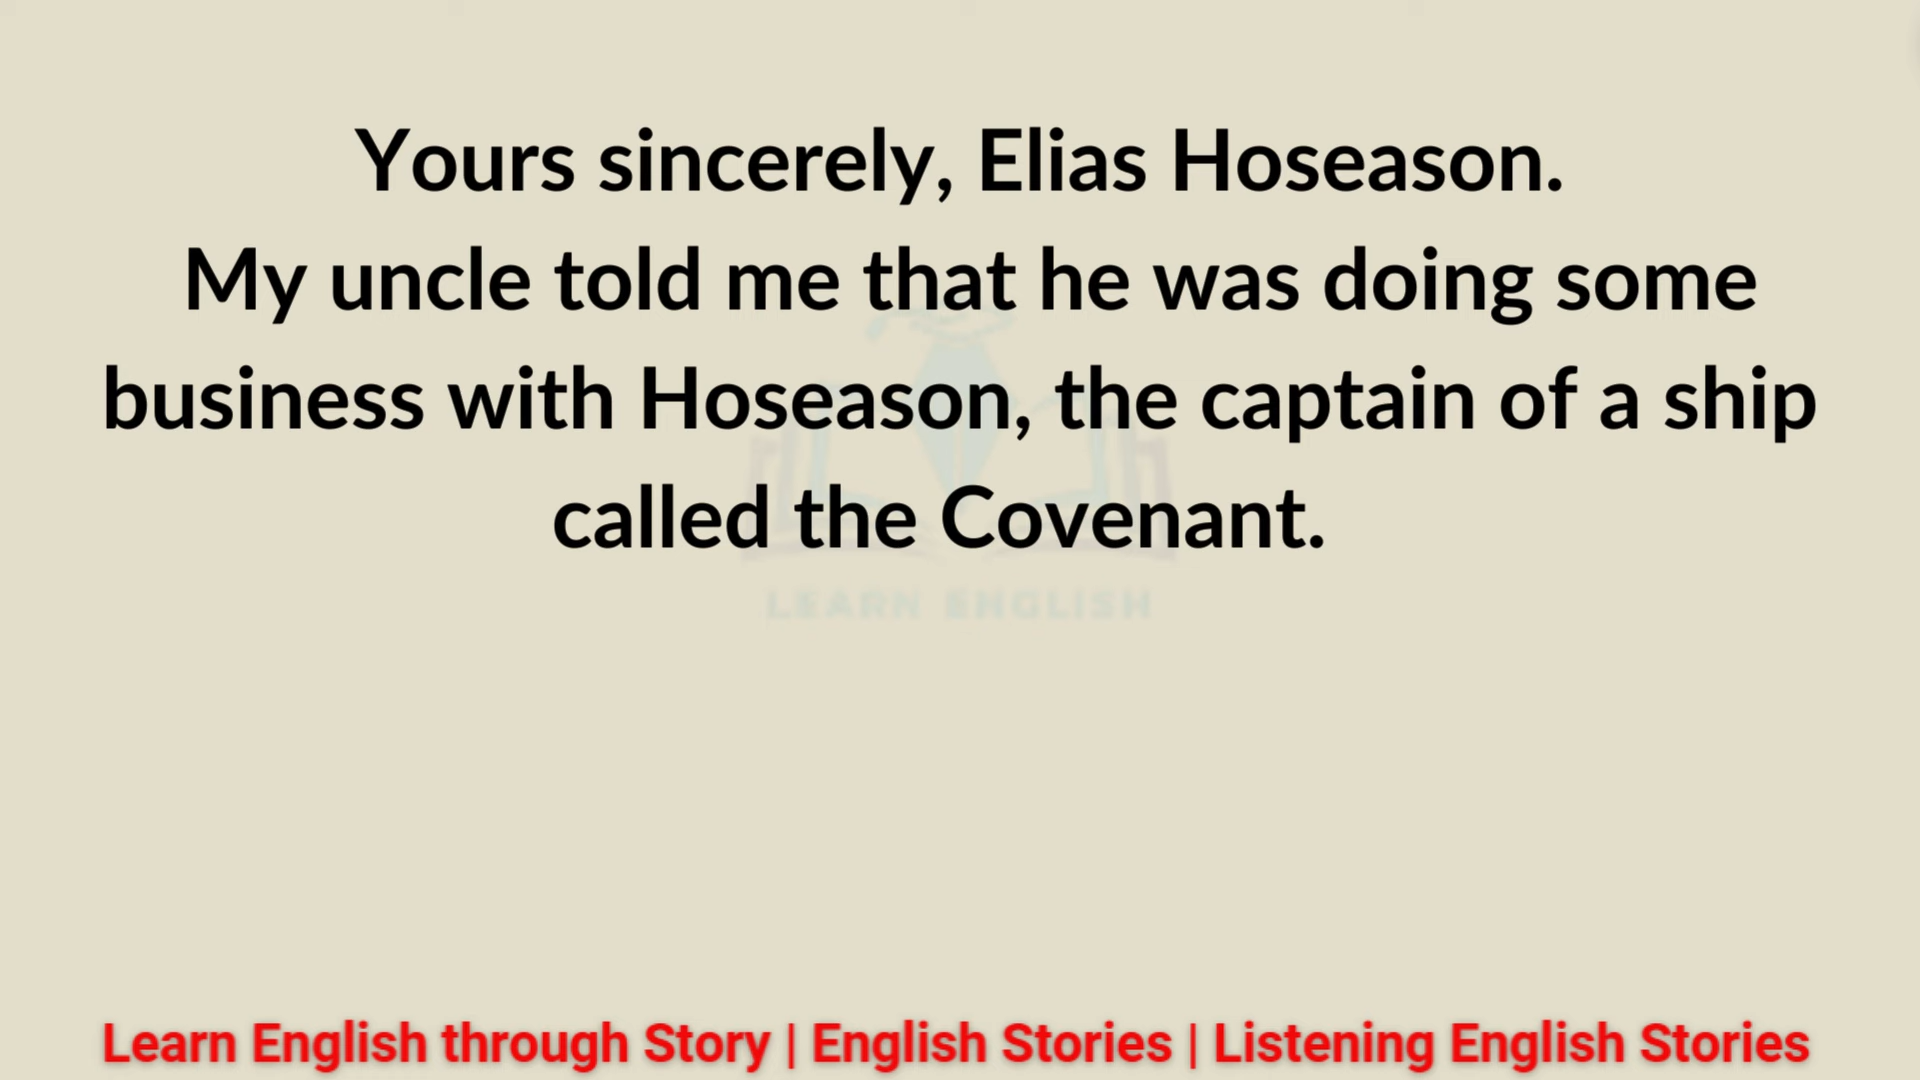 Yours sincerely, Elias Hoseason.
My uncle told me that he was doing some
business with Hoseason, the captain of a ship
called the Covenant.
LEARN ENGLISH
Learn English through Story | English Stories | Listening English Stories